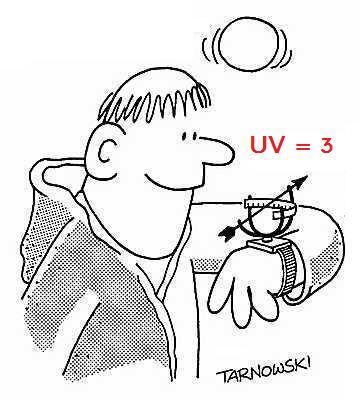 UV = 3
TARNOWSKI